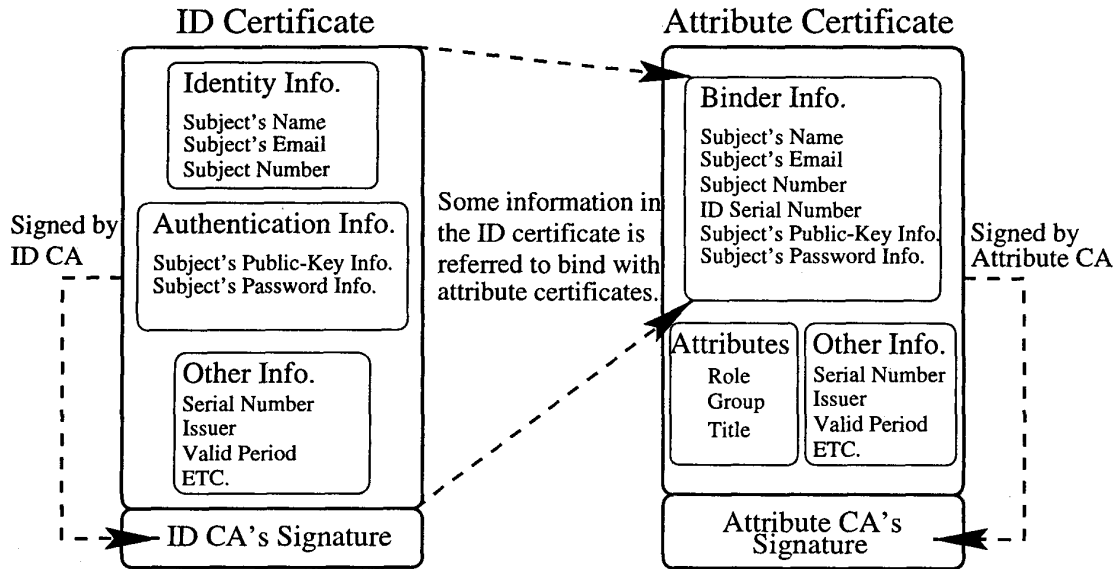 ID Certificate
Identity Info.
Subject's Name
Subject's Email
Subject Number
Authentication Info.
Subject's Public-Key Info.
Subject's Password Info.
Other Info.
Serial Number
Issuer
Valid Period
ETC.
ID CA's Signature
Signed by
ID CA
Some information in
the ID certificate is
referred to bind with
attribute certificates.
Attribute Certificate
Binder Info.
Subject's Name
Subject's Email
Subject Number
ID Serial Number
Subject's Public-Key Info.
Subject's Password Info.
Attributes
Role
Group
Title
Other Info.
Serial Number
Issuer
Valid Period
ETC.
Attribute CA's
Signature
Signed by
Attribute CA